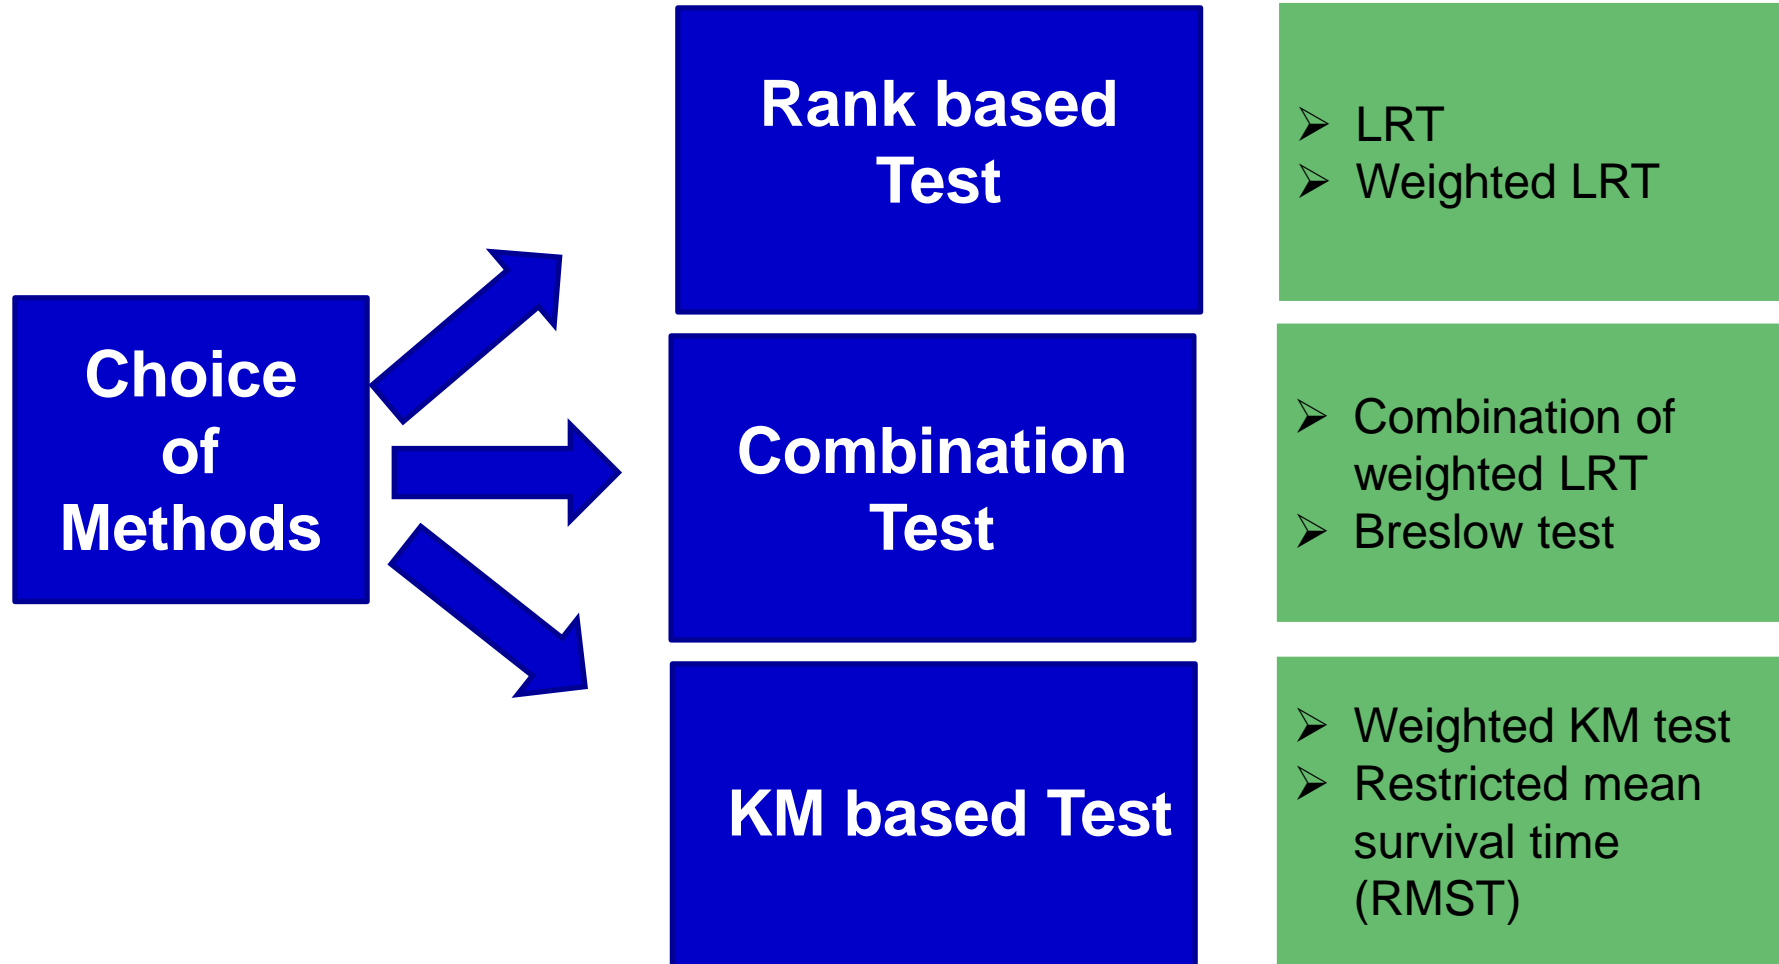 Choice
of
Methods
Rank based
Test
➢ LRT
➢ Weighted LRT
Combination
Test
➢ Combination of
weighted LRT
➢ Breslow test
KM based Test
➢ Weighted KM test
➢ Restricted mean
survival time
(RMST)